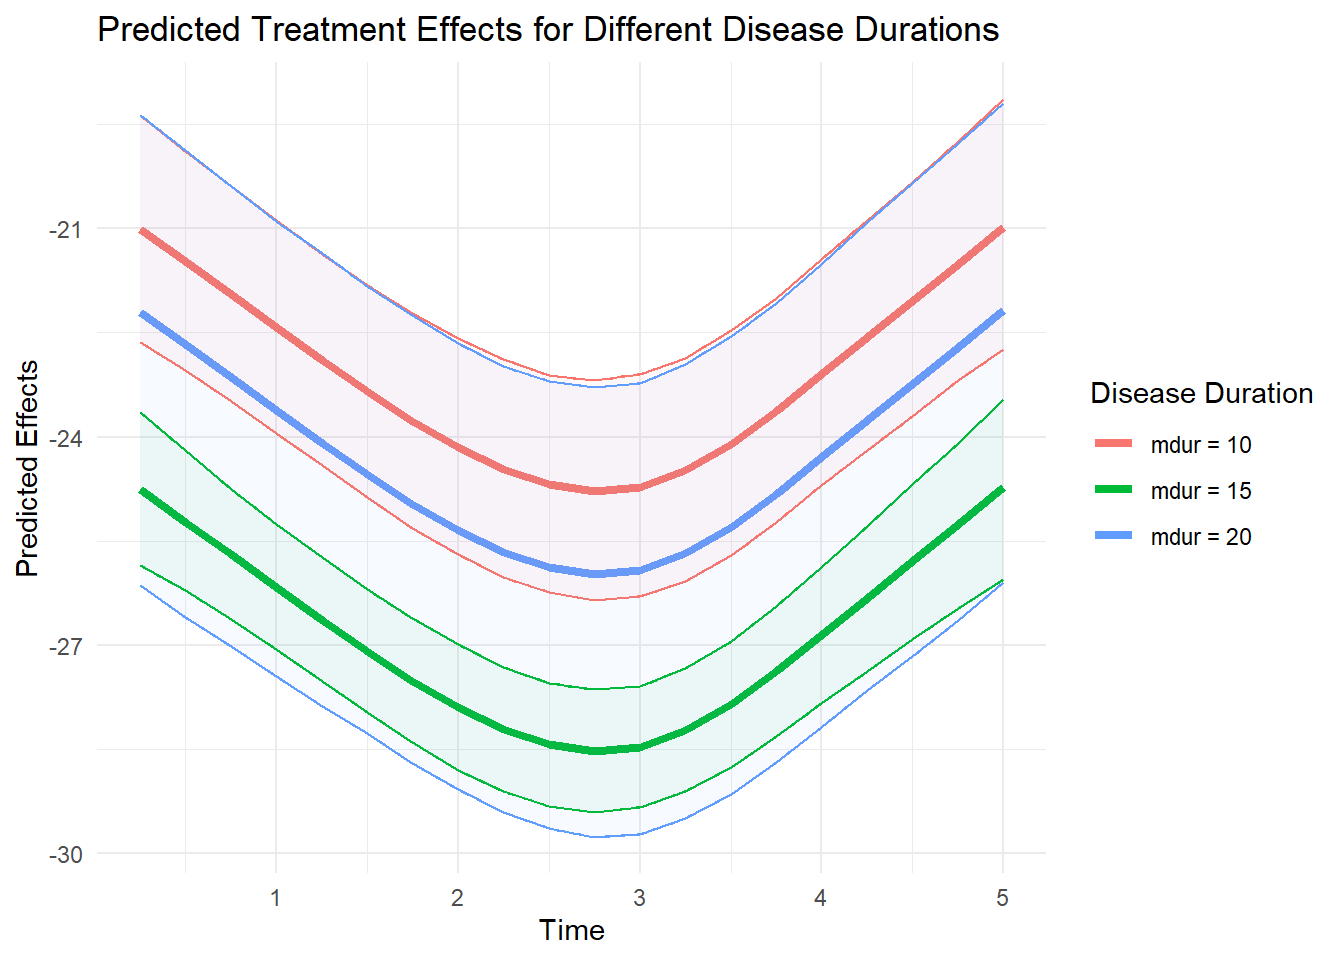 Predicted Treatment Effects for Different Disease Durations
Predicted Effects
-21
-24
-27
-30
1 2 3 4 5
Time
Disease Duration
mdur = 10
mdur = 15
mdur = 20